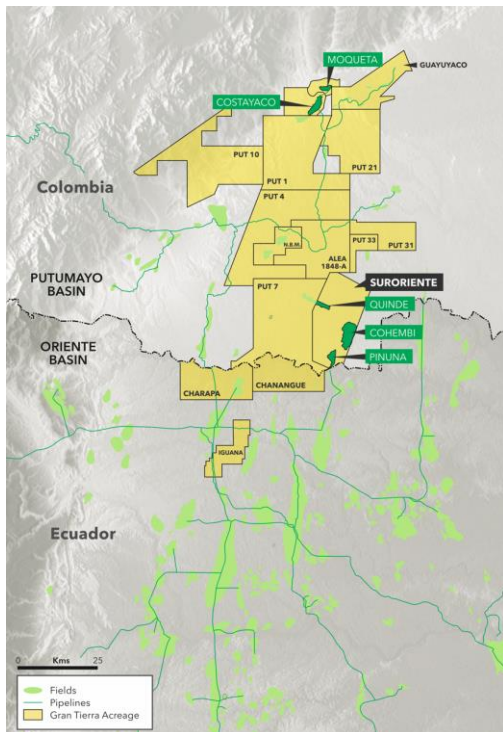 MOQUETA
GUAYUYACO
COSTAYACO
PUT 10
PUT 21
Colombia
PUT 1
PUT 4
N.B.M.
PUT 33
PUT 31
ALEA
1848-A
PUTUMAYO
BASIN
PUT 7
SURORIENTE
QUINDE
COHEMBI
ORIENTE
BASIN
PINUNA
CHARAPA
CHANANGUE
IGUANA
Ecuador
0
Kms
25
Fields
Pipelines
Gran Tierra Acreage